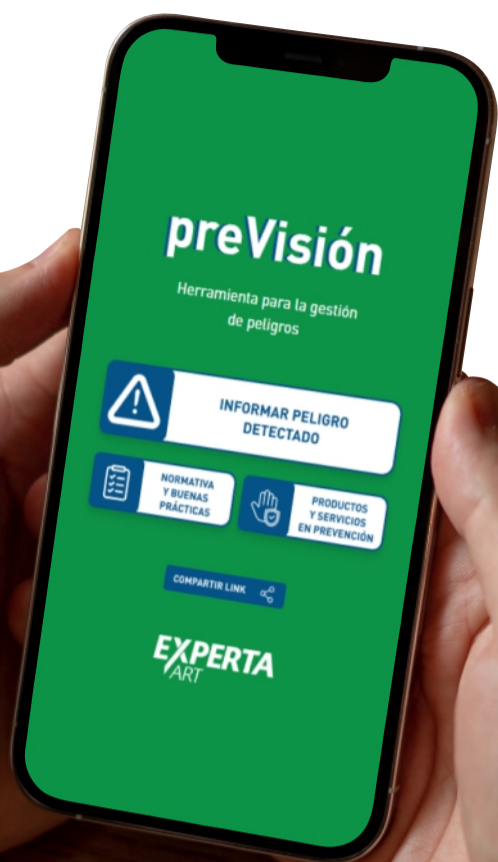 preVisión
Herramienta para la gestión
de peligros
INFORMAR PELIGRO
DETECTADO
NORMATIVA
Y BUENAS
PRÁCTICAS
PRODUCTOS
Y SERVICIOS
EN PREVENCIÓN
COMPARTIR LINK
EXPERTA
ART